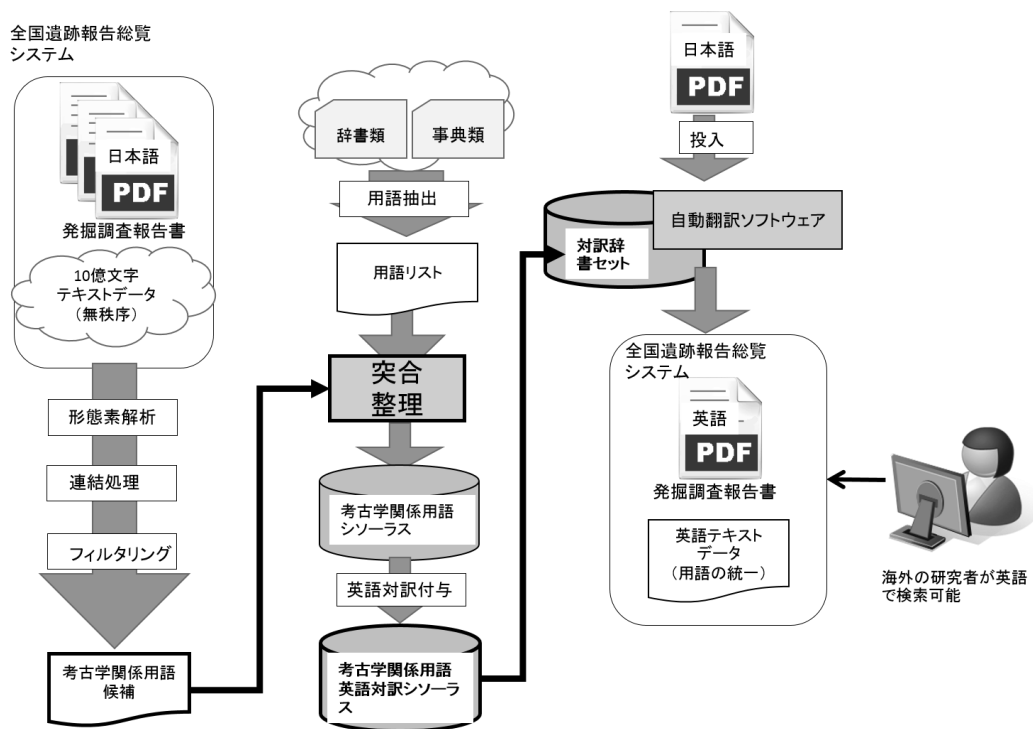 全国遺跡報告総覧
システム
日本語
PDF
発掘調査報告書
10億文字
テキストデータ
(無秩序)
形態素解析
連結処理
フィルタリング
考古学関係用語
候補
辞書類
事典類
用語抽出
用語リスト
突合
整理
考古学関係用語
シソーラス
英語対訳付与
考古学関係用語
英語対訳シソーラ
ス
日本語
PDF
投入
自動翻訳ソフトウェア
対訳辞
書セット
全国遺跡報告総覧
システム
英語
PDF
発掘調査報告書
英語テキスト
データ
(用語の統一)
海外の研究者が英語
で検索可能